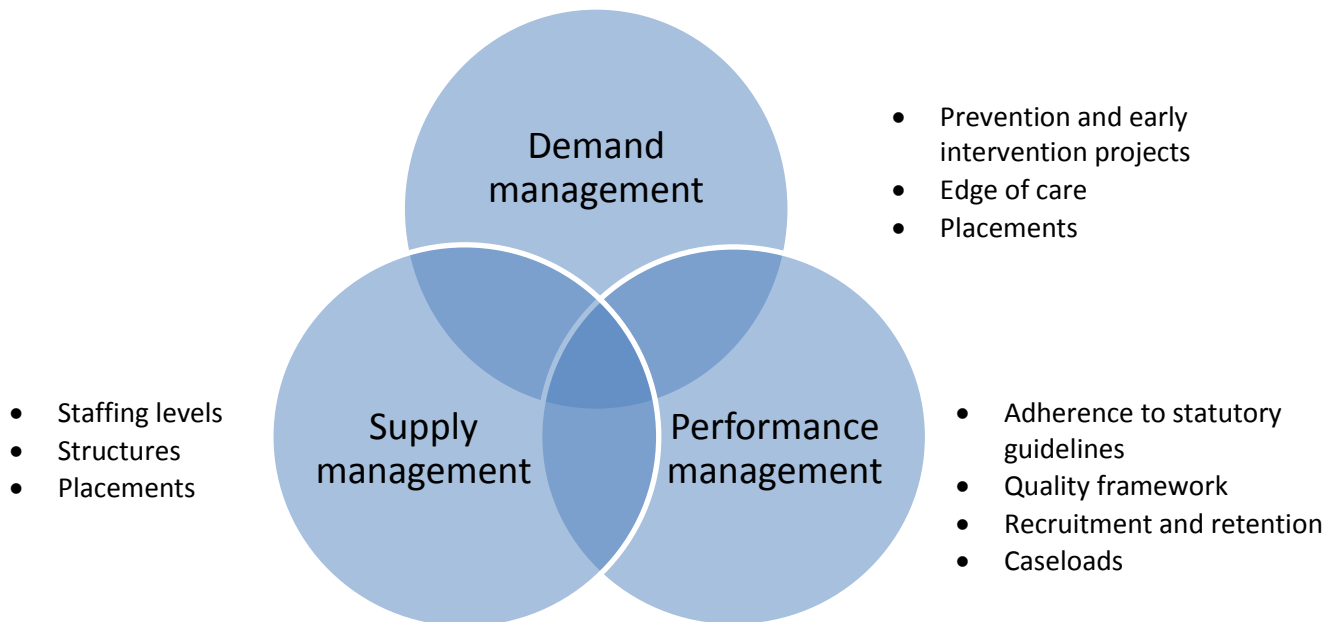 Demand
management
• Prevention and early
intervention projects
• Edge of care
• Placements
• Staffing levels
• Structures
• Placements
Supply
management
Performance
management
• Adherence to statutory
guidelines
• Quality framework
• Recruitment and retention
• Caseloads